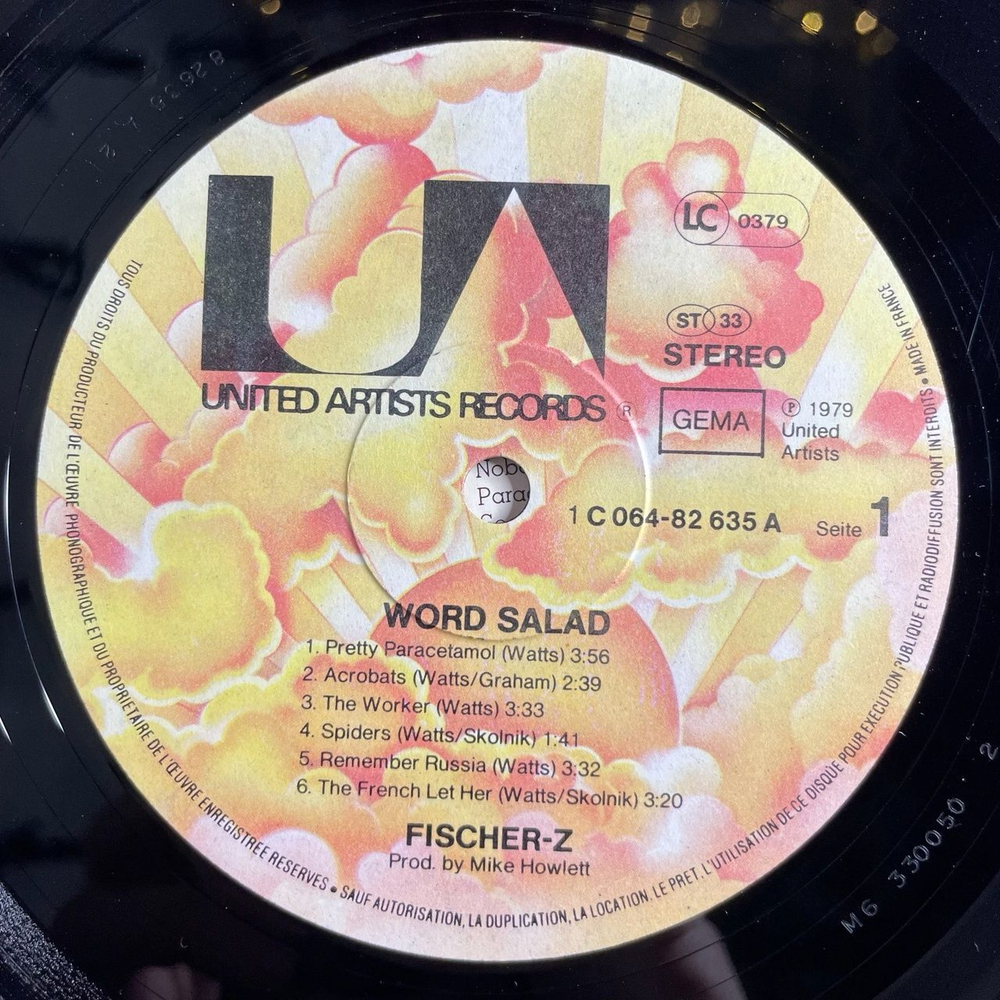 UA
UNITED ARTISTS RECORDS ®
LC 0379
ST 33
STEREO
GEMA
℗ 1979
United
Artists
1 C 064-82 635 A
Seite 1
Nob
Para
WORD SALAD
1. Pretty Paracetamol (Watts) 3:56
2. Acrobats (Watts/Graham) 2:39
3. The Worker (Watts) 3:33
4. Spiders (Watts/Skolnik) 1:41
5. Remember Russia (Watts) 3:32
6. The French Let Her (Watts/Skolnik) 3:20
FISCHER-Z
Prod. by Mike Howlett
TOUS DROITS DU PRODUCTEUR DE L'ŒUVRE PHONOGRAPHIQUE ET DU PROPRIETAIRE DE L'ŒUVRE ENREGISTREE RESERVES • SAUF AUTORISATION, LA DUPLICATION, LA LOCATION. LE PRET. L'UTILISATION DE CE DISQUE POUR EXECUTION PUBLIQUE ET RADIODIFFUSION SONT INTERDITS • MADE IN FRANCE
M6 330050 2